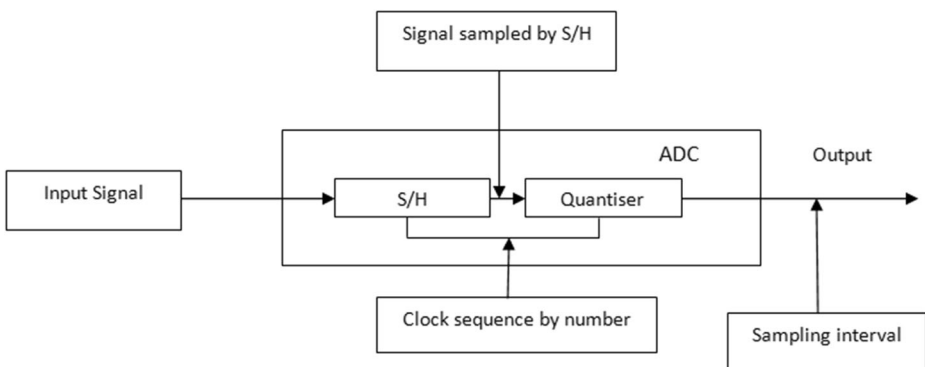 Signal sampled by S/H
ADC
Output
Input Signal
S/H
Quantiser
Clock sequence by number
Sampling interval